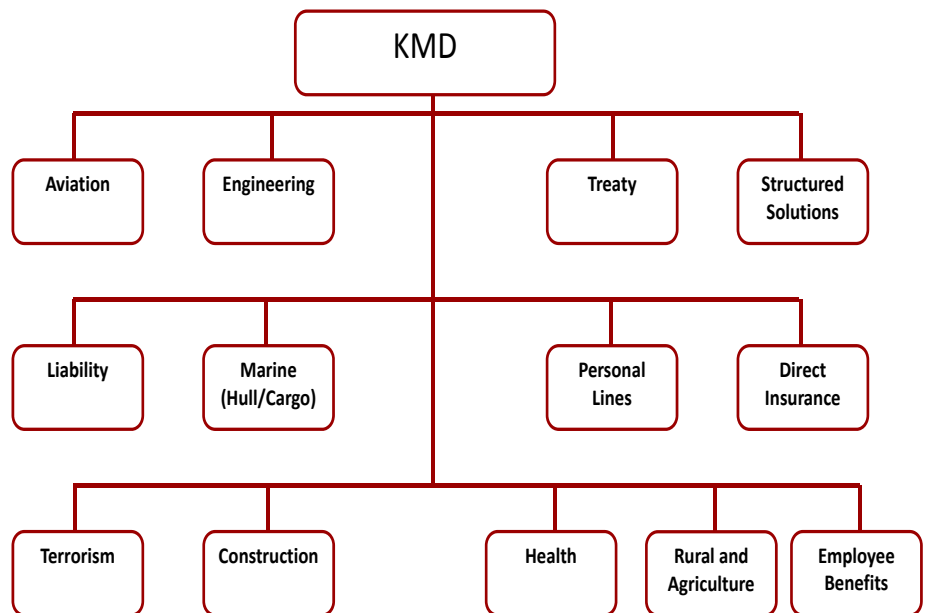 KMD
Aviation
Engineering
Treaty
Structured
Solutions
Liability
Marine
(Hull/Cargo)
Personal
Lines
Direct
Insurance
Terrorism
Construction
Health
Rural and
Agriculture
Employee
Benefits